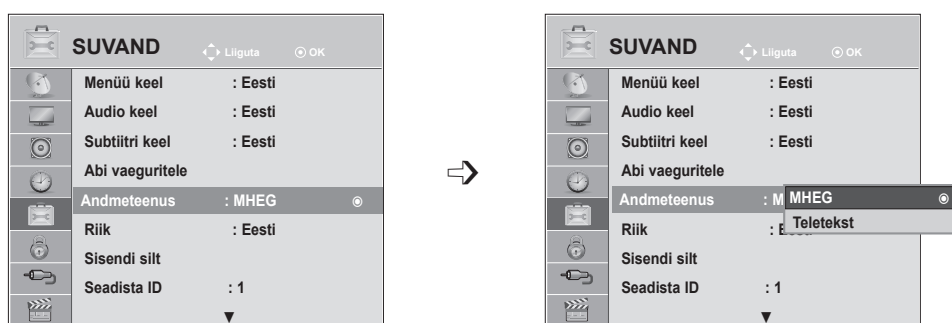 SUVAND Liiguta OK
Menüü keel : Eesti
Audio keel : Eesti
Subtiitri keel : Eesti
Abi vaeguritele
Andmeteenus : MHEG
Riik : Eesti
Sisendi silt
Seadista ID : 1
SUVAND Liiguta OK
Menüü keel : Eesti
Audio keel : Eesti
Subtiitri keel : Eesti
Abi vaeguritele
Andmeteenus : M MHEG
Teletekst
Riik :
Sisendi silt
Seadista ID : 1